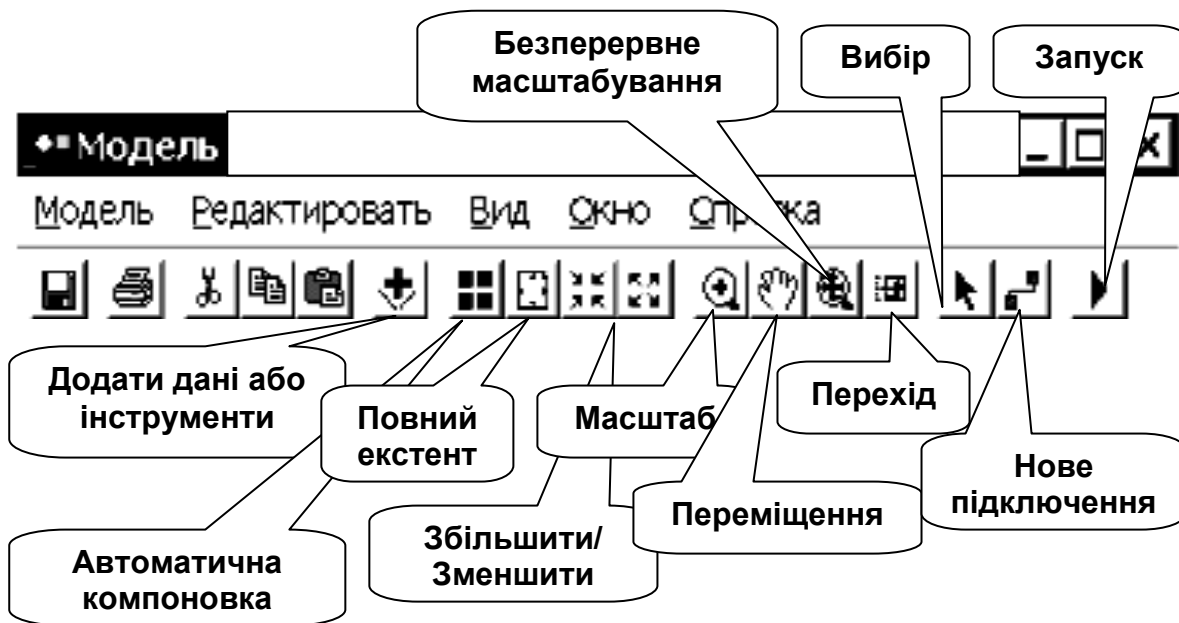 Безперервне
масштабування
Вибір
Запуск
Модель
Модель Редактировать Вид Окно Справка
Додати дані або
інструменти
Повний
екстент
Масштаб
Перехід
Нове
підключення
Переміщення
Збільшити/
Зменшити
Автоматична
компоновка